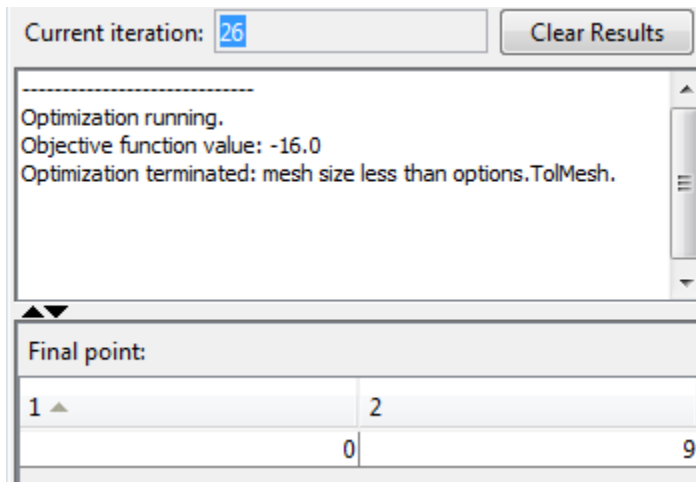 Current iteration: 26 Clear Results
------------------------------
Optimization running.
Objective function value: -16.0
Optimization terminated: mesh size less than options.TolMesh.
Final point:
1 2
0 9